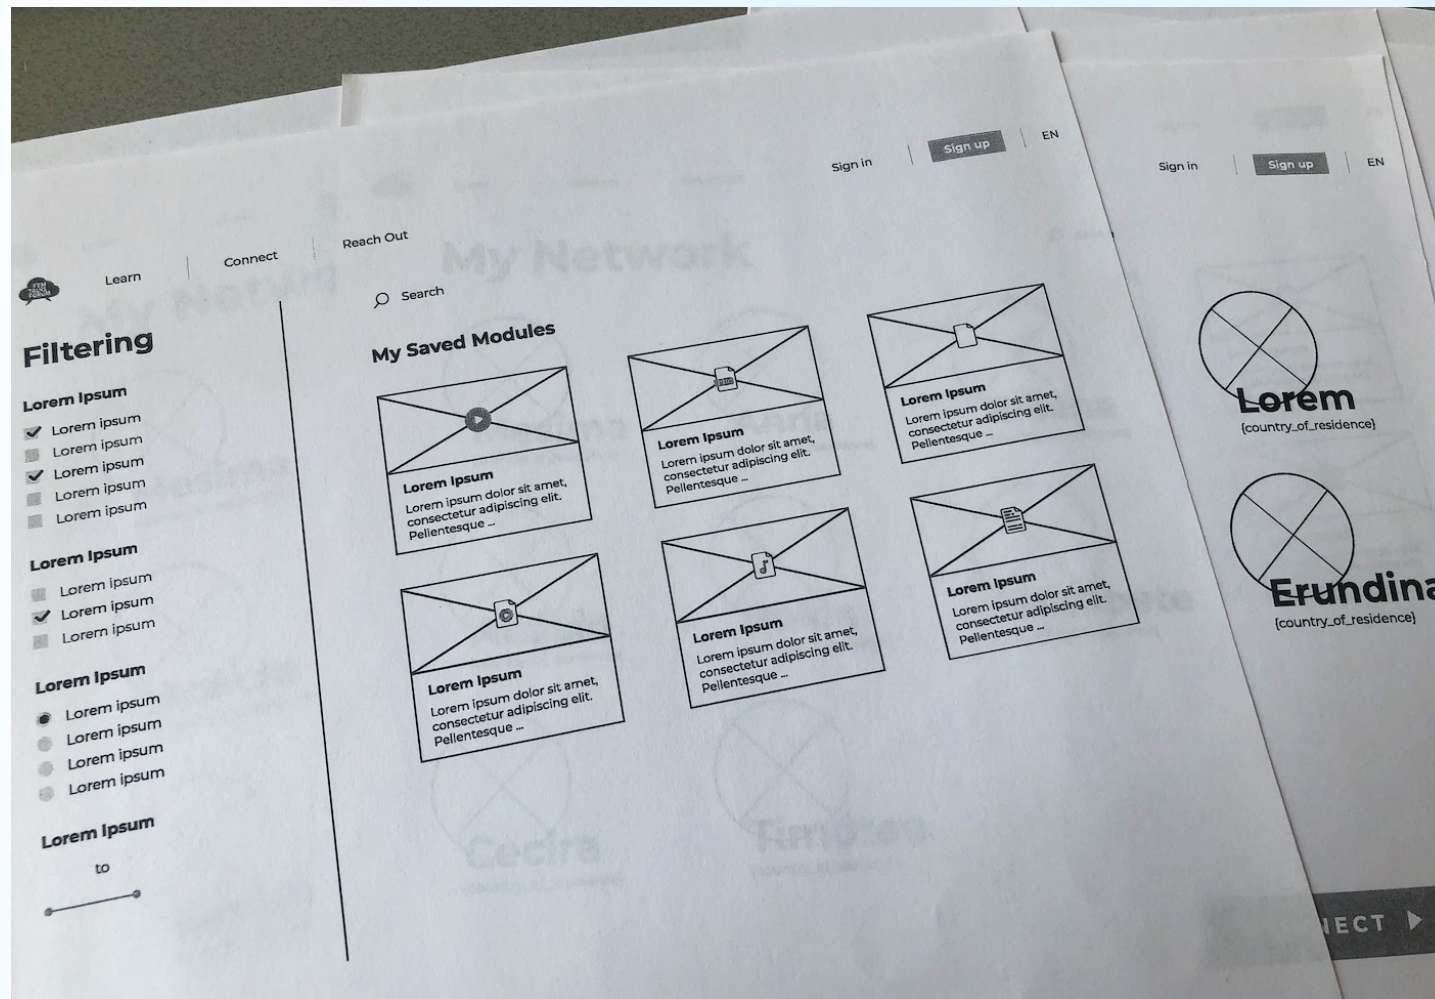 Sign in
Sign up
EN
Learn
Connect
Reach Out
Search
Filtering
Lorem Ipsum
Lorem ipsum
Lorem ipsum
Lorem ipsum
Lorem ipsum
Lorem ipsum
Lorem Ipsum
Lorem ipsum
Lorem ipsum
Lorem ipsum
Lorem Ipsum
Lorem ipsum
Lorem ipsum
Lorem ipsum
Lorem ipsum
Lorem Ipsum
to
My Saved Modules
Lorem Ipsum
Lorem ipsum dolor sit amet,
consectetur adipiscing elit.
Pellentesque ...
Lorem Ipsum
Lorem ipsum dolor sit amet,
consectetur adipiscing elit.
Pellentesque ...
Lorem Ipsum
Lorem ipsum dolor sit amet,
consectetur adipiscing elit.
Pellentesque ...
Lorem Ipsum
Lorem ipsum dolor sit amet,
consectetur adipiscing elit.
Pellentesque ...
Lorem Ipsum
Lorem ipsum dolor sit amet,
consectetur adipiscing elit.
Pellentesque ...
Lorem Ipsum
Lorem ipsum dolor sit amet,
consectetur adipiscing elit.
Pellentesque ...
My Network
Cecira
Sign in
Sign up
EN
Lorem
{country_of_residence}
Erundina
{country_of_residence}
NECT